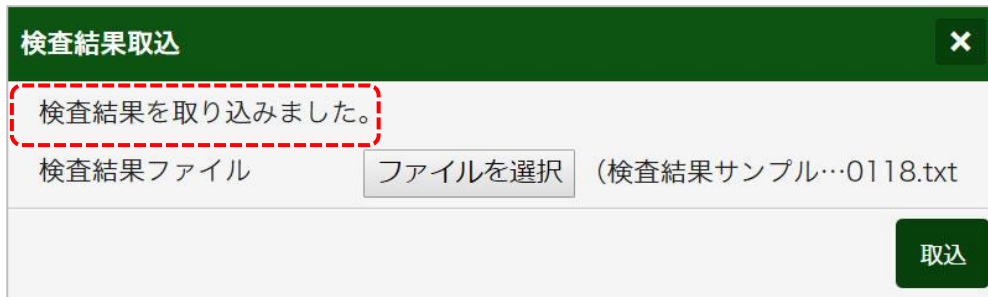 検査結果取込
×
検査結果を取り込みました。
検査結果ファイル ファイルを選択 (検査結果サンプル…0118.txt
取込